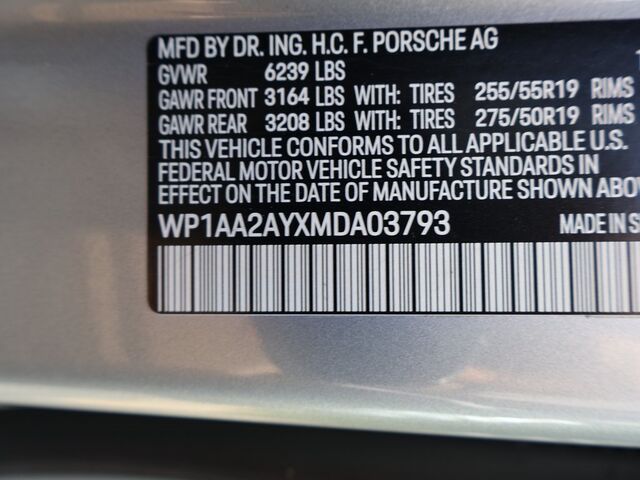 MFD BY DR. ING. H.C. F. PORSCHE AG
GVWR 6239 LBS
GAWR FRONT 3164 LBS WITH: TIRES 255/55R19 RIMS
GAWR REAR 3208 LBS WITH: TIRES 275/50R19 RIMS
THIS VEHICLE CONFORMS TO ALL APPLICABLE U.S.
FEDERAL MOTOR VEHICLE SAFETY STANDARDS IN
EFFECT ON THE DATE OF MANUFACTURE SHOWN ABOV
WP1AA2AYXMDA03793 MADE IN S